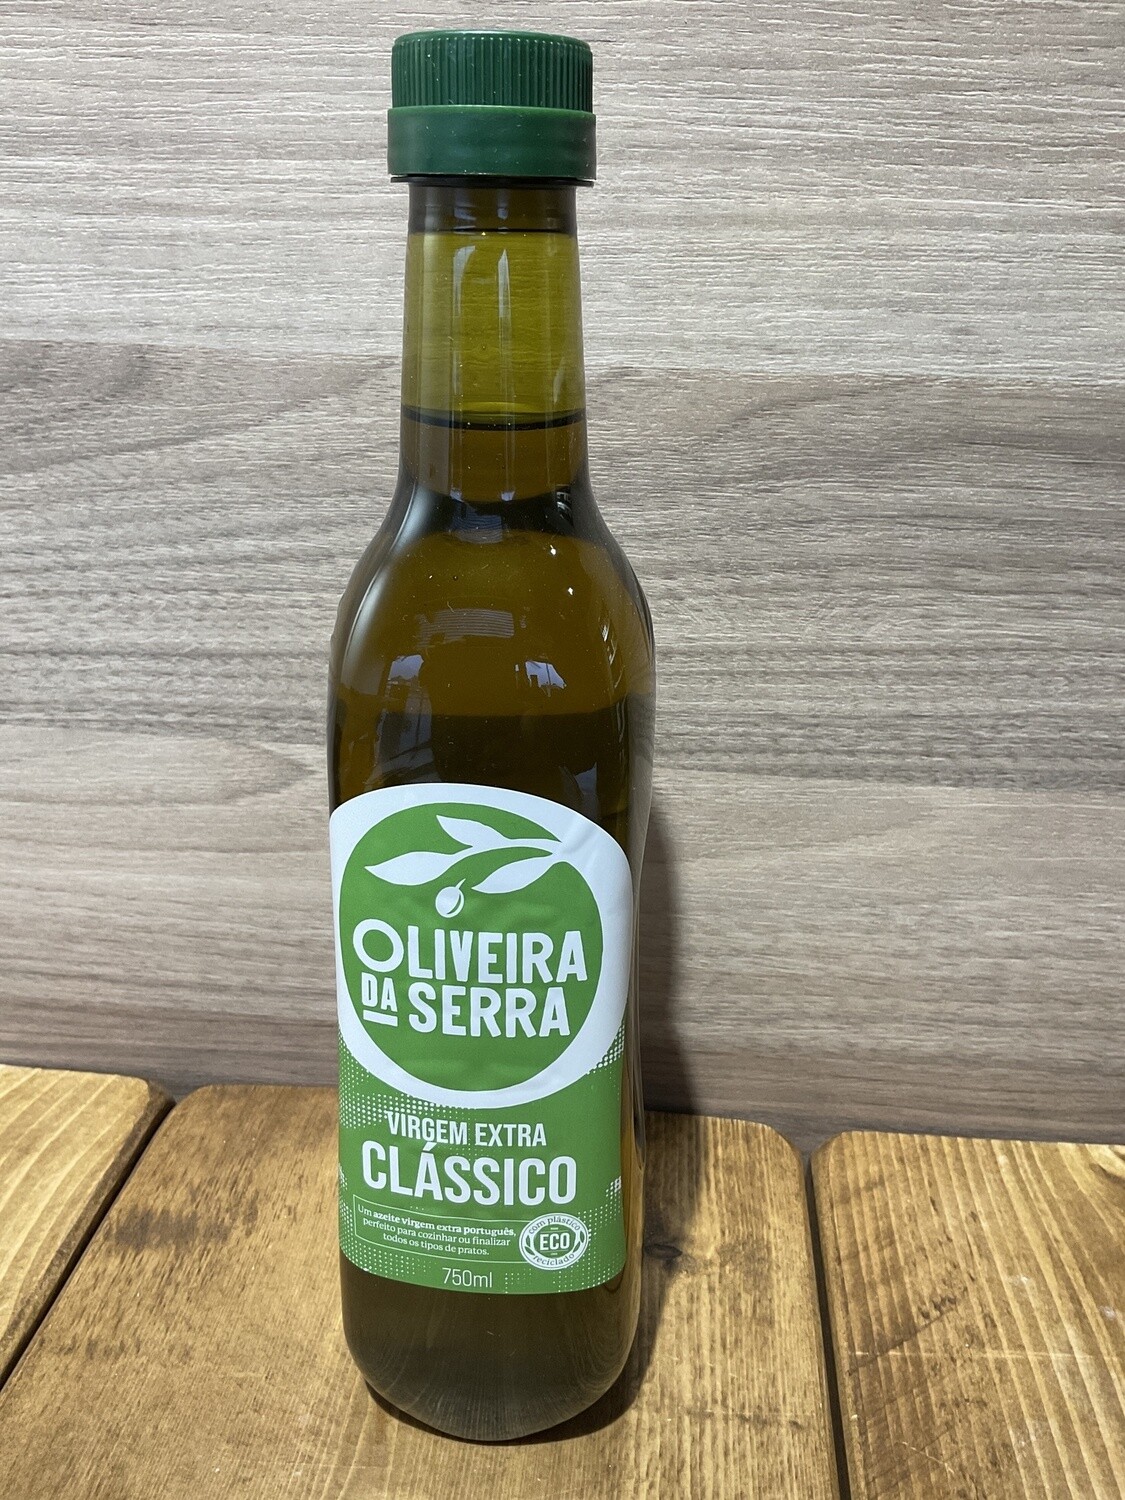 OLIVEIRA
DA SERRA
VIRGEM EXTRA
CLÁSSICO
Um azeite virgem extra português,
perfeito para cozinhar ou finalizar
todos os tipos de pratos.
com plástico
ECO
reciclado
750ml